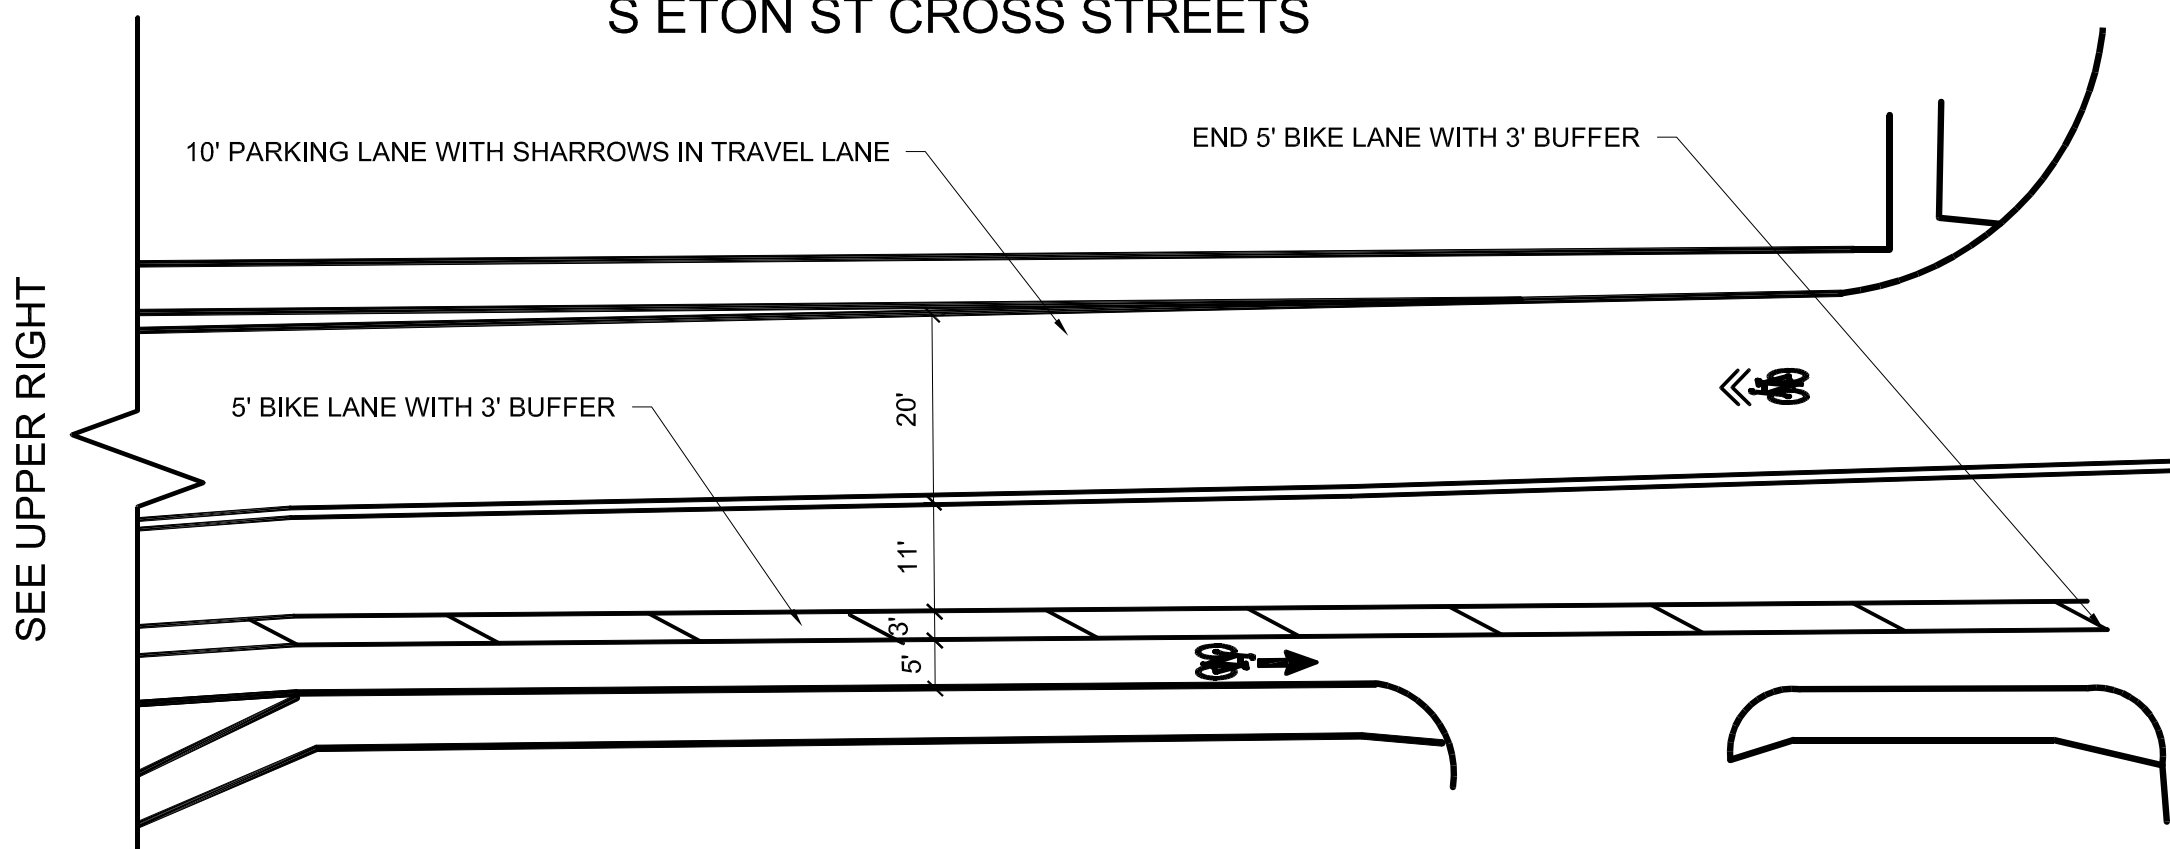 S ETON ST CROSS STREETS
10' PARKING LANE WITH SHARROWS IN TRAVEL LANE
END 5' BIKE LANE WITH 3' BUFFER
SEE UPPER RIGHT
5' BIKE LANE WITH 3' BUFFER
20'
11'
3'
5'